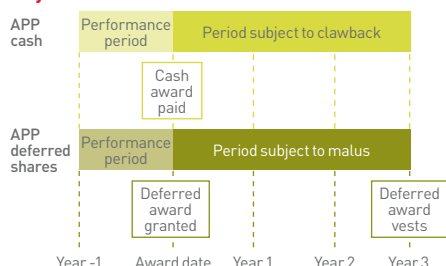 APP
cash
Performance
period
Period subject to clawback
Cash
award
paid
APP
deferred
shares
Performance
period
Period subject to malus
Deferred
award
granted
Deferred
award
vests
Year -1
Award date
Year 1
Year 2
Year 3